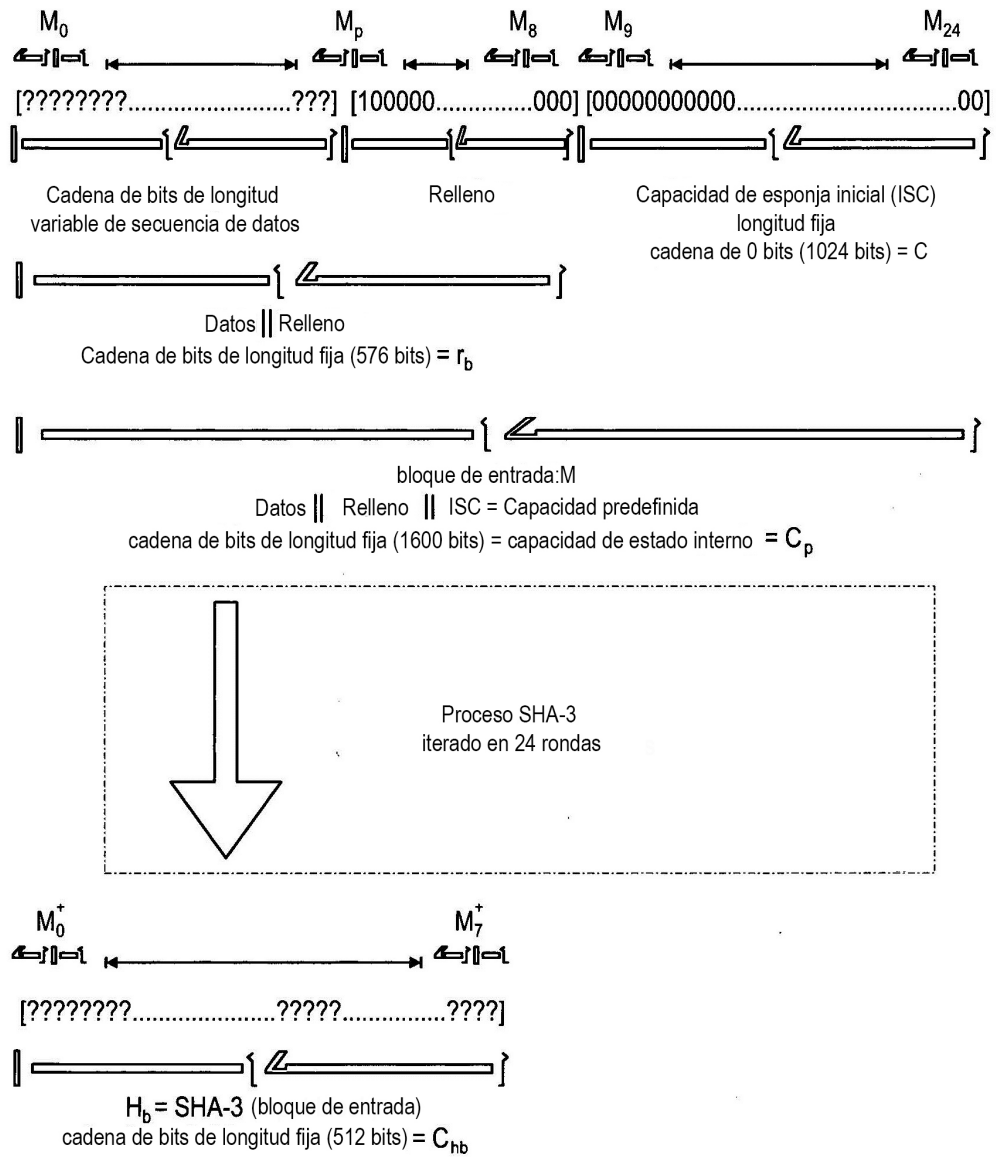 M0 Mp M8 M9 M24
[????????.......................???] [100000..............000] [00000000000................................00]
Cadena de bits de longitud
variable de secuencia de datos
Relleno
Capacidad de esponja inicial (ISC)
longitud fija
cadena de 0 bits (1024 bits) = C
Datos || Relleno
Cadena de bits de longitud fija (576 bits) = rb
bloque de entrada:M
Datos || Relleno || ISC = Capacidad predefinida
cadena de bits de longitud fija (1600 bits) = capacidad de estado interno = Cp
Proceso SHA-3
iterado en 24 rondas
M0+ M7+
[????????......................?????................????]
Hb = SHA-3 (bloque de entrada)
cadena de bits de longitud fija (512 bits) = Chb